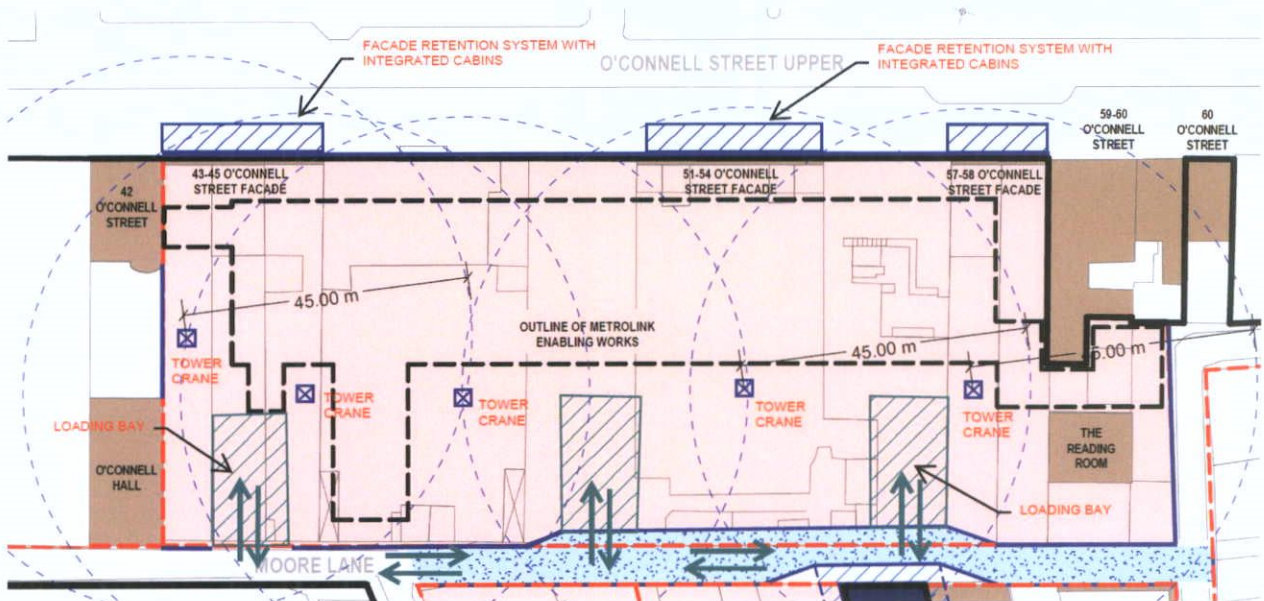 FACADE RETENTION SYSTEM WITH
INTEGRATED CABINS
O'CONNELL STREET UPPER
FACADE RETENTION SYSTEM WITH
INTEGRATED CABINS
59-60
O'CONNELL
STREET
60
O'CONNELL
STREET
42
O'CONNELL
STREET
43-45 O'CONNELL
STREET FACADE
51-54 O'CONNELL
STREET FACADE
57-58 O'CONNELL
STREET FACADE
45.00 m
OUTLINE OF METROLINK
ENABLING WORKS
45.00 m
5.00 m
TOWER
CRANE
TOWER
CRANE
TOWER
CRANE
TOWER
CRANE
TOWER
CRANE
LOADING BAY
O'CONNELL
HALL
THE
READING
ROOM
LOADING BAY
MOORE LANE